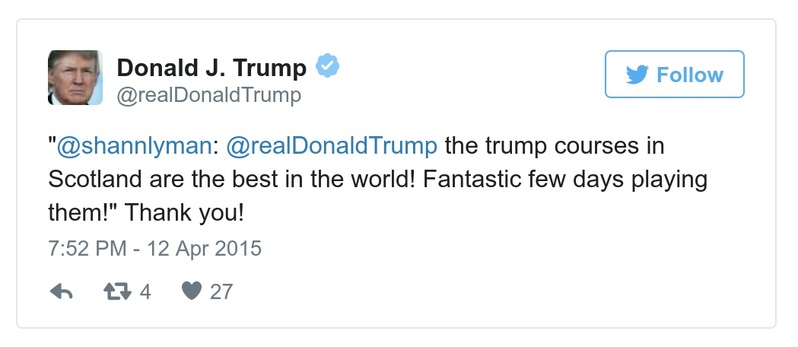 Donald J. Trump
@realDonaldTrump
Follow
"@shannlyman: @realDonaldTrump the trump courses in
Scotland are the best in the world! Fantastic few days playing
them!" Thank you!
7:52 PM - 12 Apr 2015
4
27